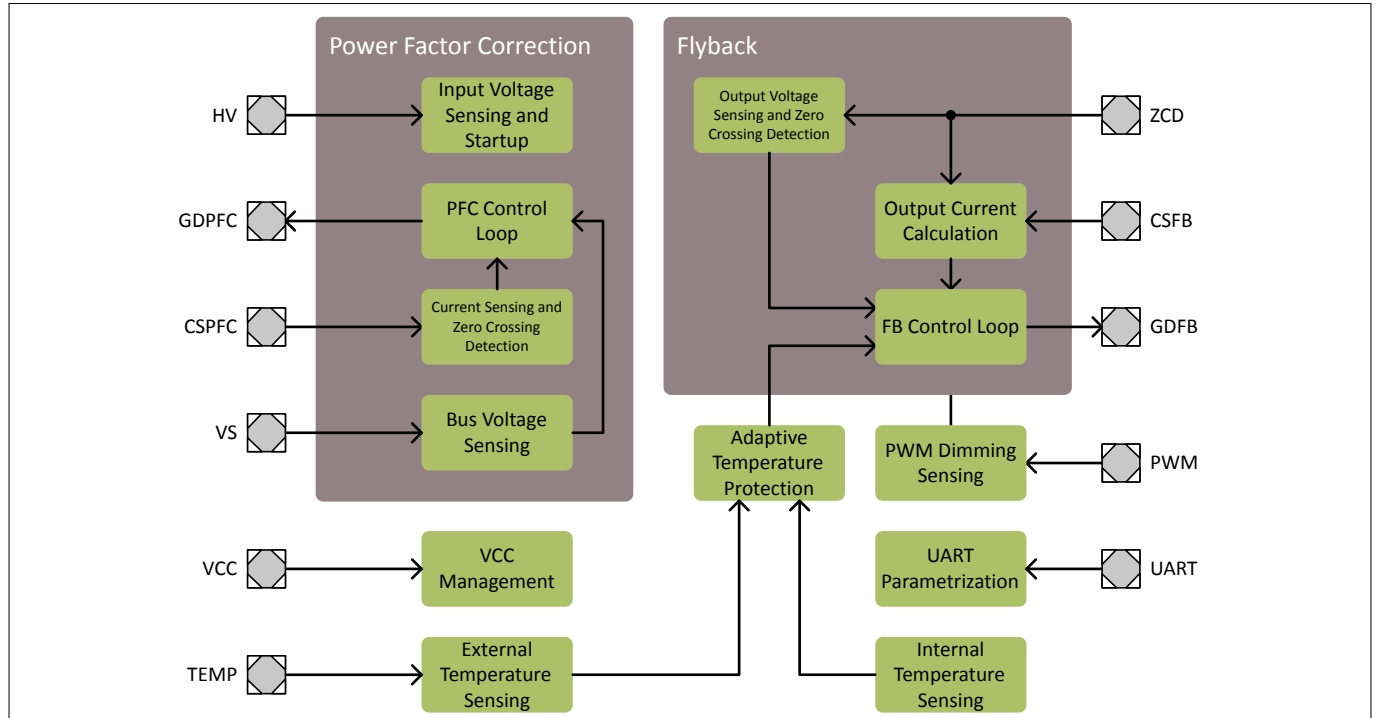 Power Factor Correction
Flyback
HV
Input Voltage
Sensing and
Startup
Output Voltage
Sensing and Zero
Crossing Detection
ZCD
GDPFC
PFC Control
Loop
Output Current
Calculation
CSFB
CSPFC
Current Sensing and
Zero Crossing
Detection
FB Control Loop
GDFB
VS
Bus Voltage
Sensing
Adaptive
Temperature
Protection
PWM Dimming
Sensing
PWM
VCC
VCC
Management
UART
Parametrization
UART
TEMP
External
Temperature
Sensing
Internal
Temperature
Sensing